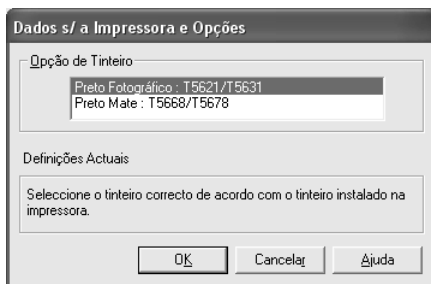 Dados s/ a Impressora e Opções
Opção de Tinteiro
Preto Fotográfico : T5621/T5631
Preto Mate : T5668/T5678
Definições Actuais
Seleccione o tinteiro correcto de acordo com o tinteiro instalado na
impressora.
OK
Cancelar
Ajuda